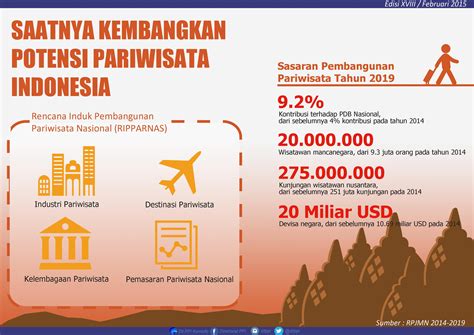 Edisi XVIII / Februari 2015
SAATNYA KEMBANGKAN
POTENSI PARIWISATA
INDONESIA
Rencana Induk Pembangunan
Pariwisata Nasional (RIPPARNAS)
Industri Pariwisata
Destinasi Pariwisata
Kelembagaan Pariwisata
Pemasaran Pariwisata Nasional
Sasaran Pembangunan
Pariwisata Tahun 2019
9.2%
Kontribusi terhadap PDB Nasional,
dari sebelumnya 4% kontribusi pada tahun 2014
20.000.000
Wisatawan mancanegara, dari 9.3 juta orang pada tahun 2014
275.000.000
Kunjungan wisatawan nusantara,
dari sebelumnya 251 juta kunjungan pada 2014
20 Miliar USD
Devisa negara, dari sebelumnya 10.69 miliar USD pada 2014
Sumber : RPJMN 2014-2019